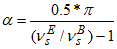 α = 0.5 * π / ((ν_s^E / ν_s^B) − 1)